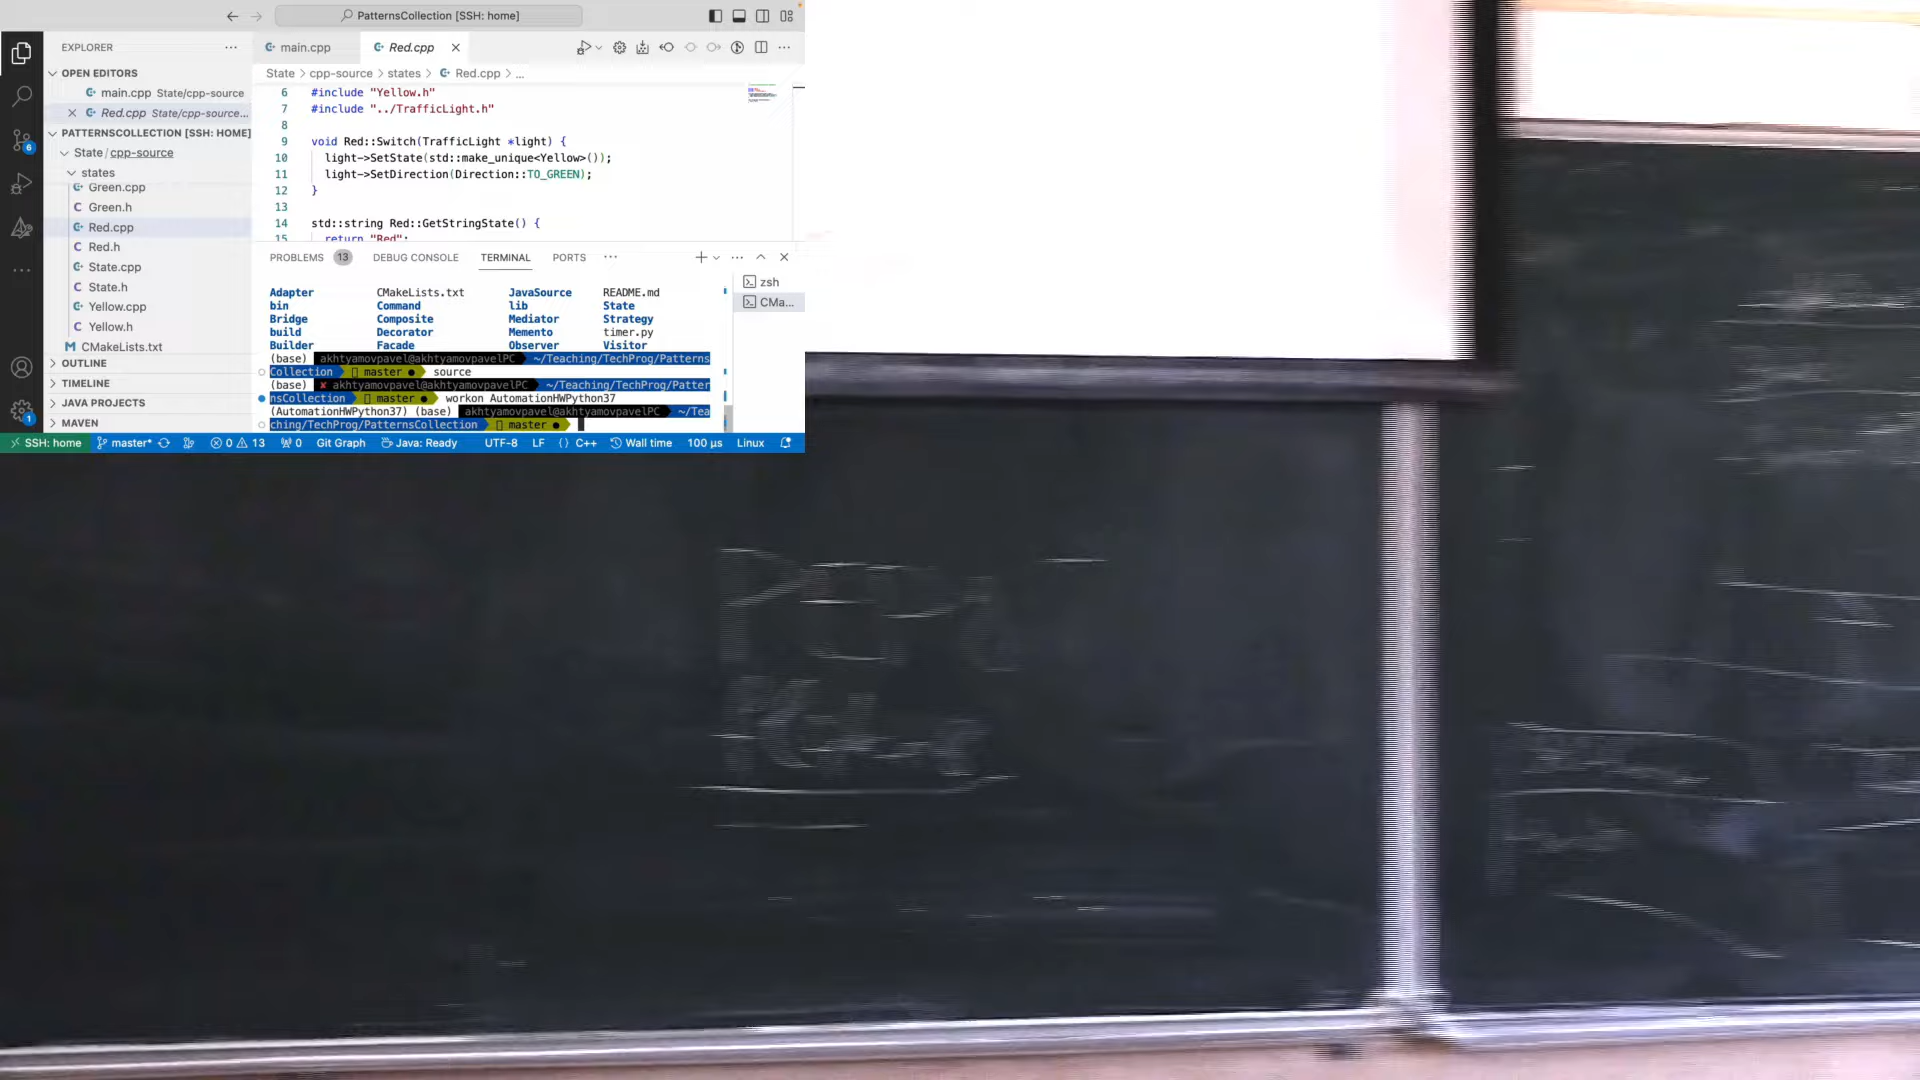 PatternsCollection [SSH: home]
EXPLORER
OPEN EDITORS
main.cpp State/cpp-source
Red.cpp State/cpp-source...
PATTERNSCOLLECTION [SSH: HOME]
State / cpp-source
states
Green.cpp
Green.h
Red.cpp
Red.h
State.cpp
State.h
Yellow.cpp
Yellow.h
CMakeLists.txt
OUTLINE
TIMELINE
JAVA PROJECTS
MAVEN
6
1
main.cpp
Red.cpp
State > cpp-source > states > Red.cpp > ...
6 #include "Yellow.h"
7 #include "../TrafficLight.h"
8
9 void Red::Switch(TrafficLight *light) {
10 light->SetState(std::make_unique<Yellow>());
11 light->SetDirection(Direction::TO_GREEN);
12 }
13
14 std::string Red::GetStringState() {
15 return "Red";
PROBLEMS 13 DEBUG CONSOLE TERMINAL PORTS
zsh
CMa...
Adapter CMakeLists.txt JavaSource README.md
bin Command lib State
Bridge Composite Mediator Strategy
build Decorator Memento timer.py
Builder Facade Observer Visitor
(base) akhtyamovpavel@akhtyamovpavelPC ~/Teaching/TechProg/Patterns
Collection master ● source
(base) ✘ akhtyamovpavel@akhtyamovpavelPC ~/Teaching/TechProg/Patter
nsCollection master ● workon AutomationHWPython37
(AutomationHWPython37) (base) akhtyamovpavel@akhtyamovpavelPC ~/Tea
ching/TechProg/PatternsCollection master ●
SSH: home master* 0 13 0 Git Graph Java: Ready UTF-8 LF {} C++ Wall time 100 µs Linux